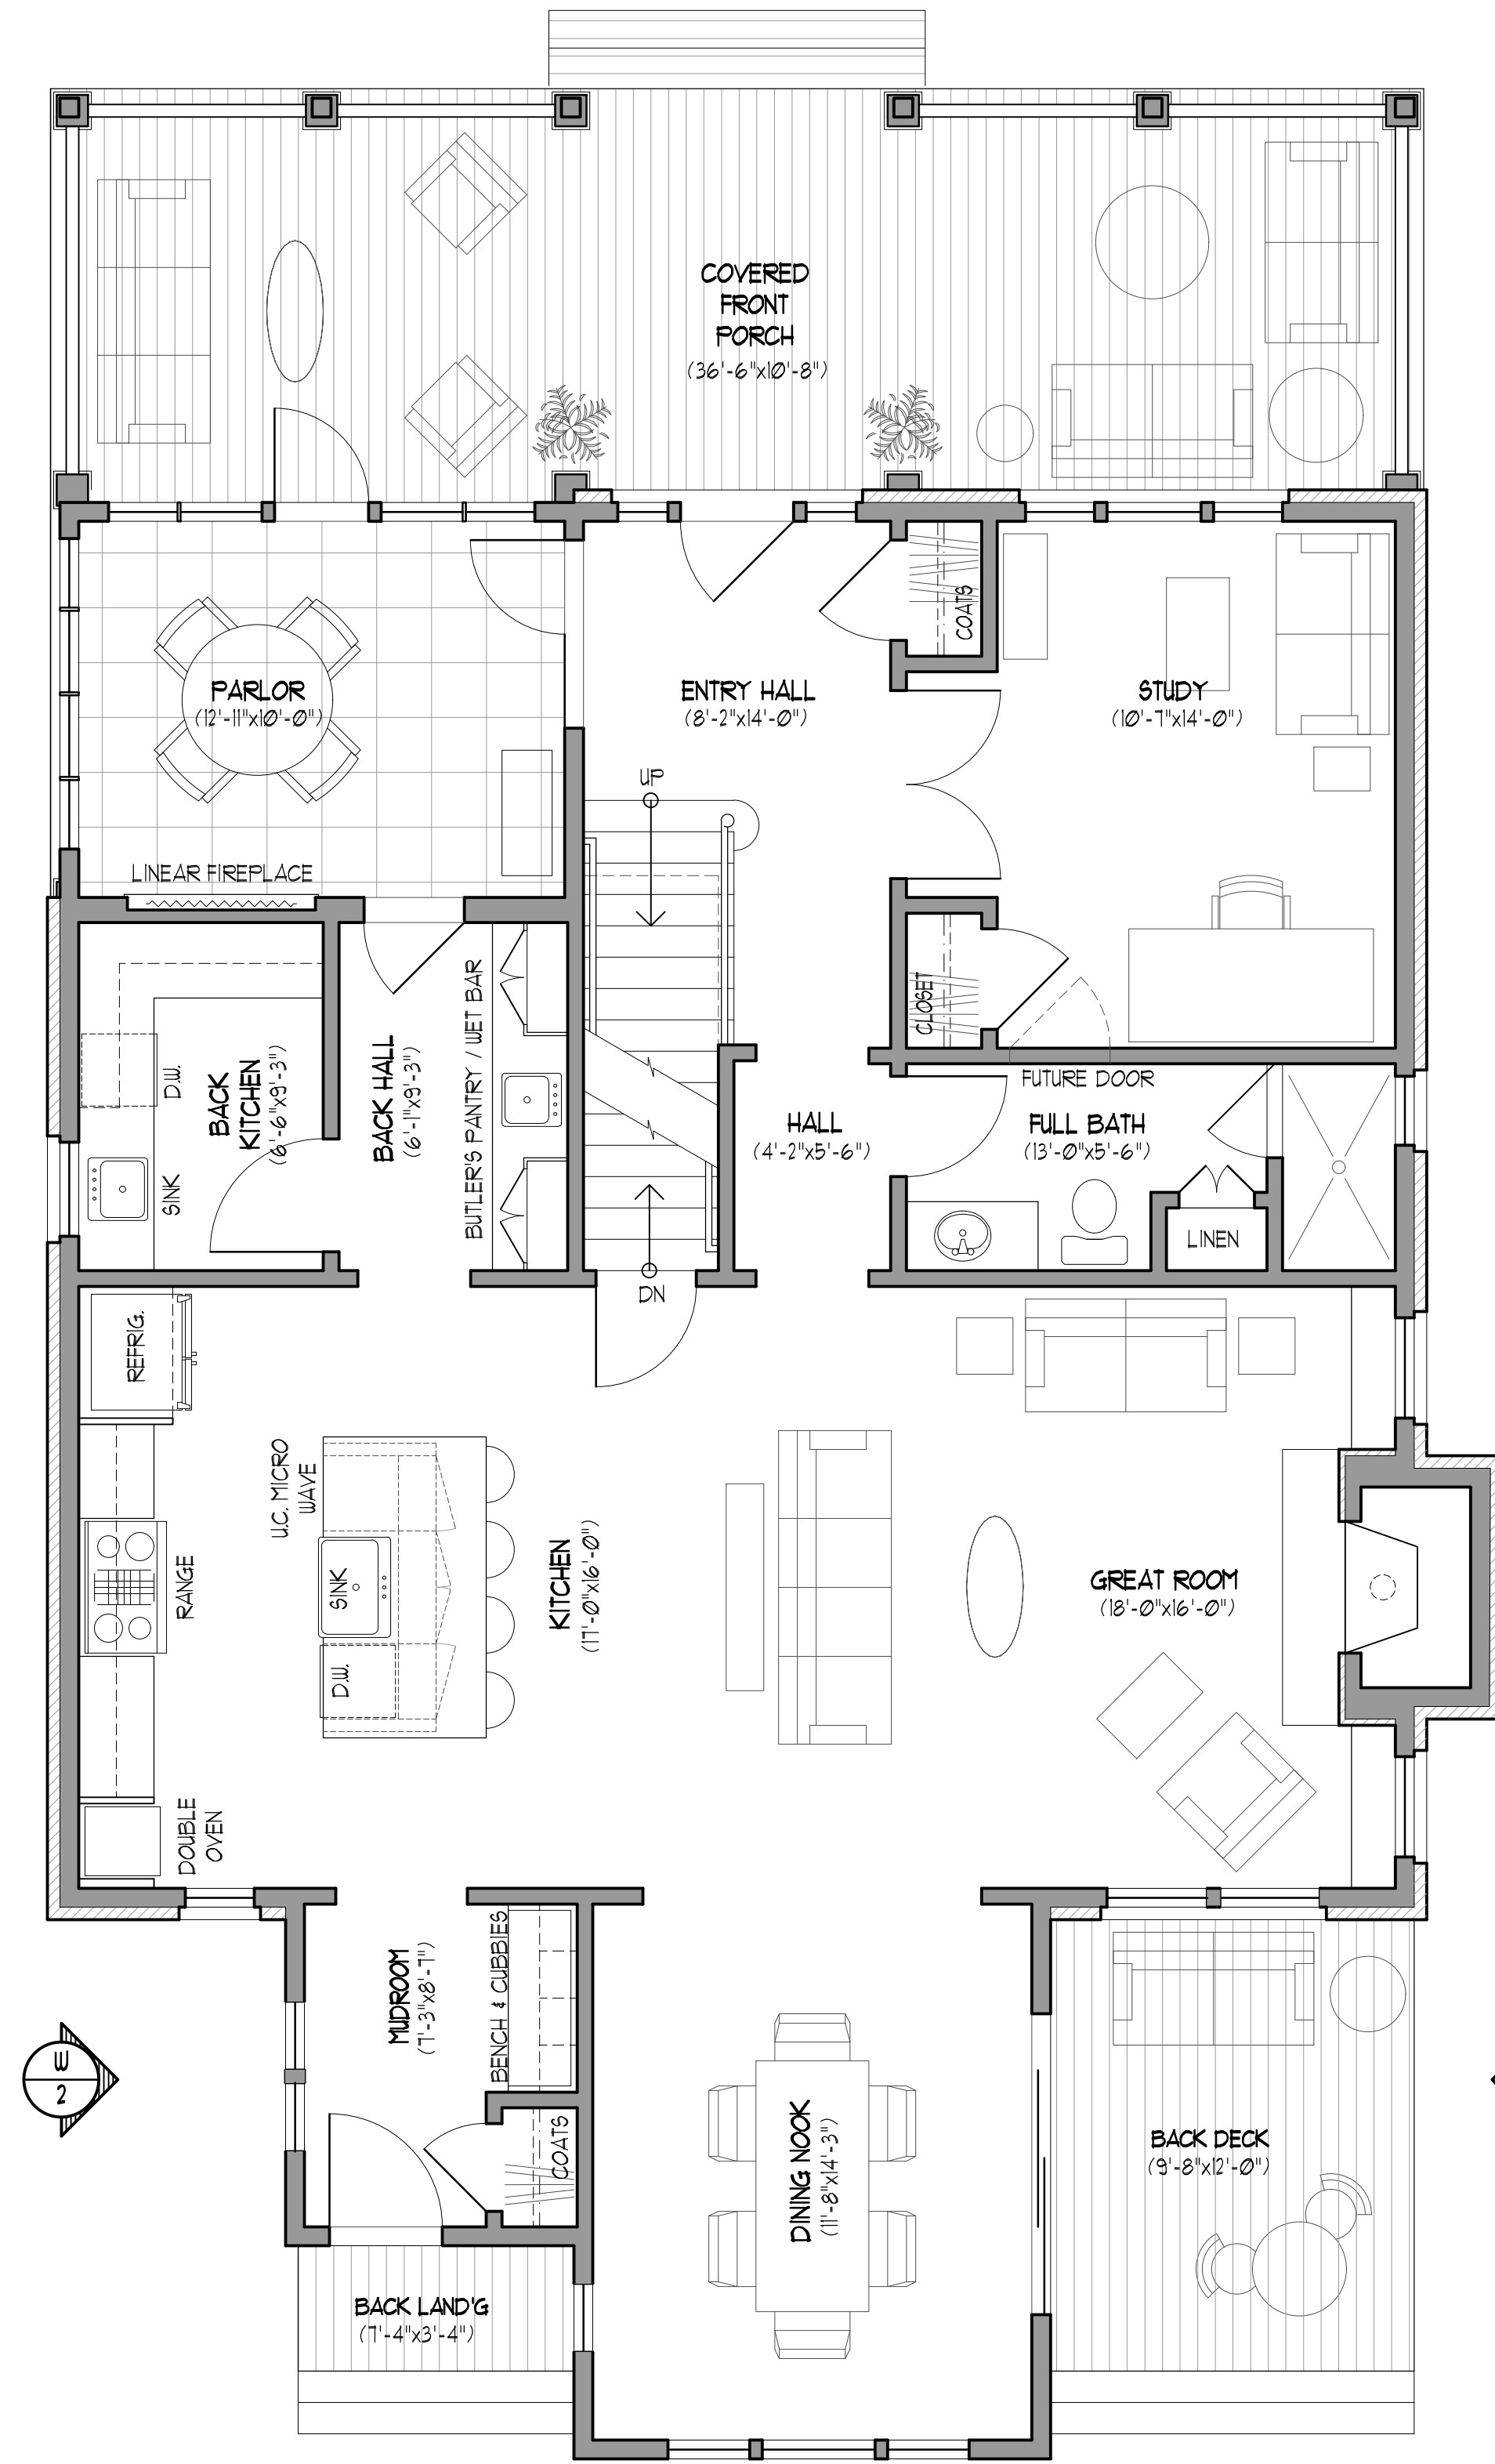 COVERED
FRONT
PORCH
(36'-6"x10'-8")
COATS
PARLOR
(12'-11"x10'-0")
ENTRY HALL
(8'-2"x14'-0")
STUDY
(10'-7"x14'-0")
UP
LINEAR FIREPLACE
CLOSET
D.W.
BACK
KITCHEN
(6'-6"x9'-3")
BACK HALL
(6'-1"x9'-3")
BUTLER'S PANTRY / WET BAR
SINK
FUTURE DOOR
HALL
(4'-2"x5'-6")
FULL BATH
(13'-0"x5'-6")
LINEN
DN
REFRIG.
U.C. MICRO
WAVE
RANGE
SINK
D.W.
KITCHEN
(17'-0"x16'-0")
GREAT ROOM
(18'-0"x16'-0")
DOUBLE
OVEN
MUDROOM
(7'-3"x8'-7")
BENCH & CUBBIES
W
2
COATS
DINING NOOK
(11'-8"x14'-3")
BACK DECK
(9'-8"x12'-0")
BACK LAND'G
(7'-4"x3'-4")